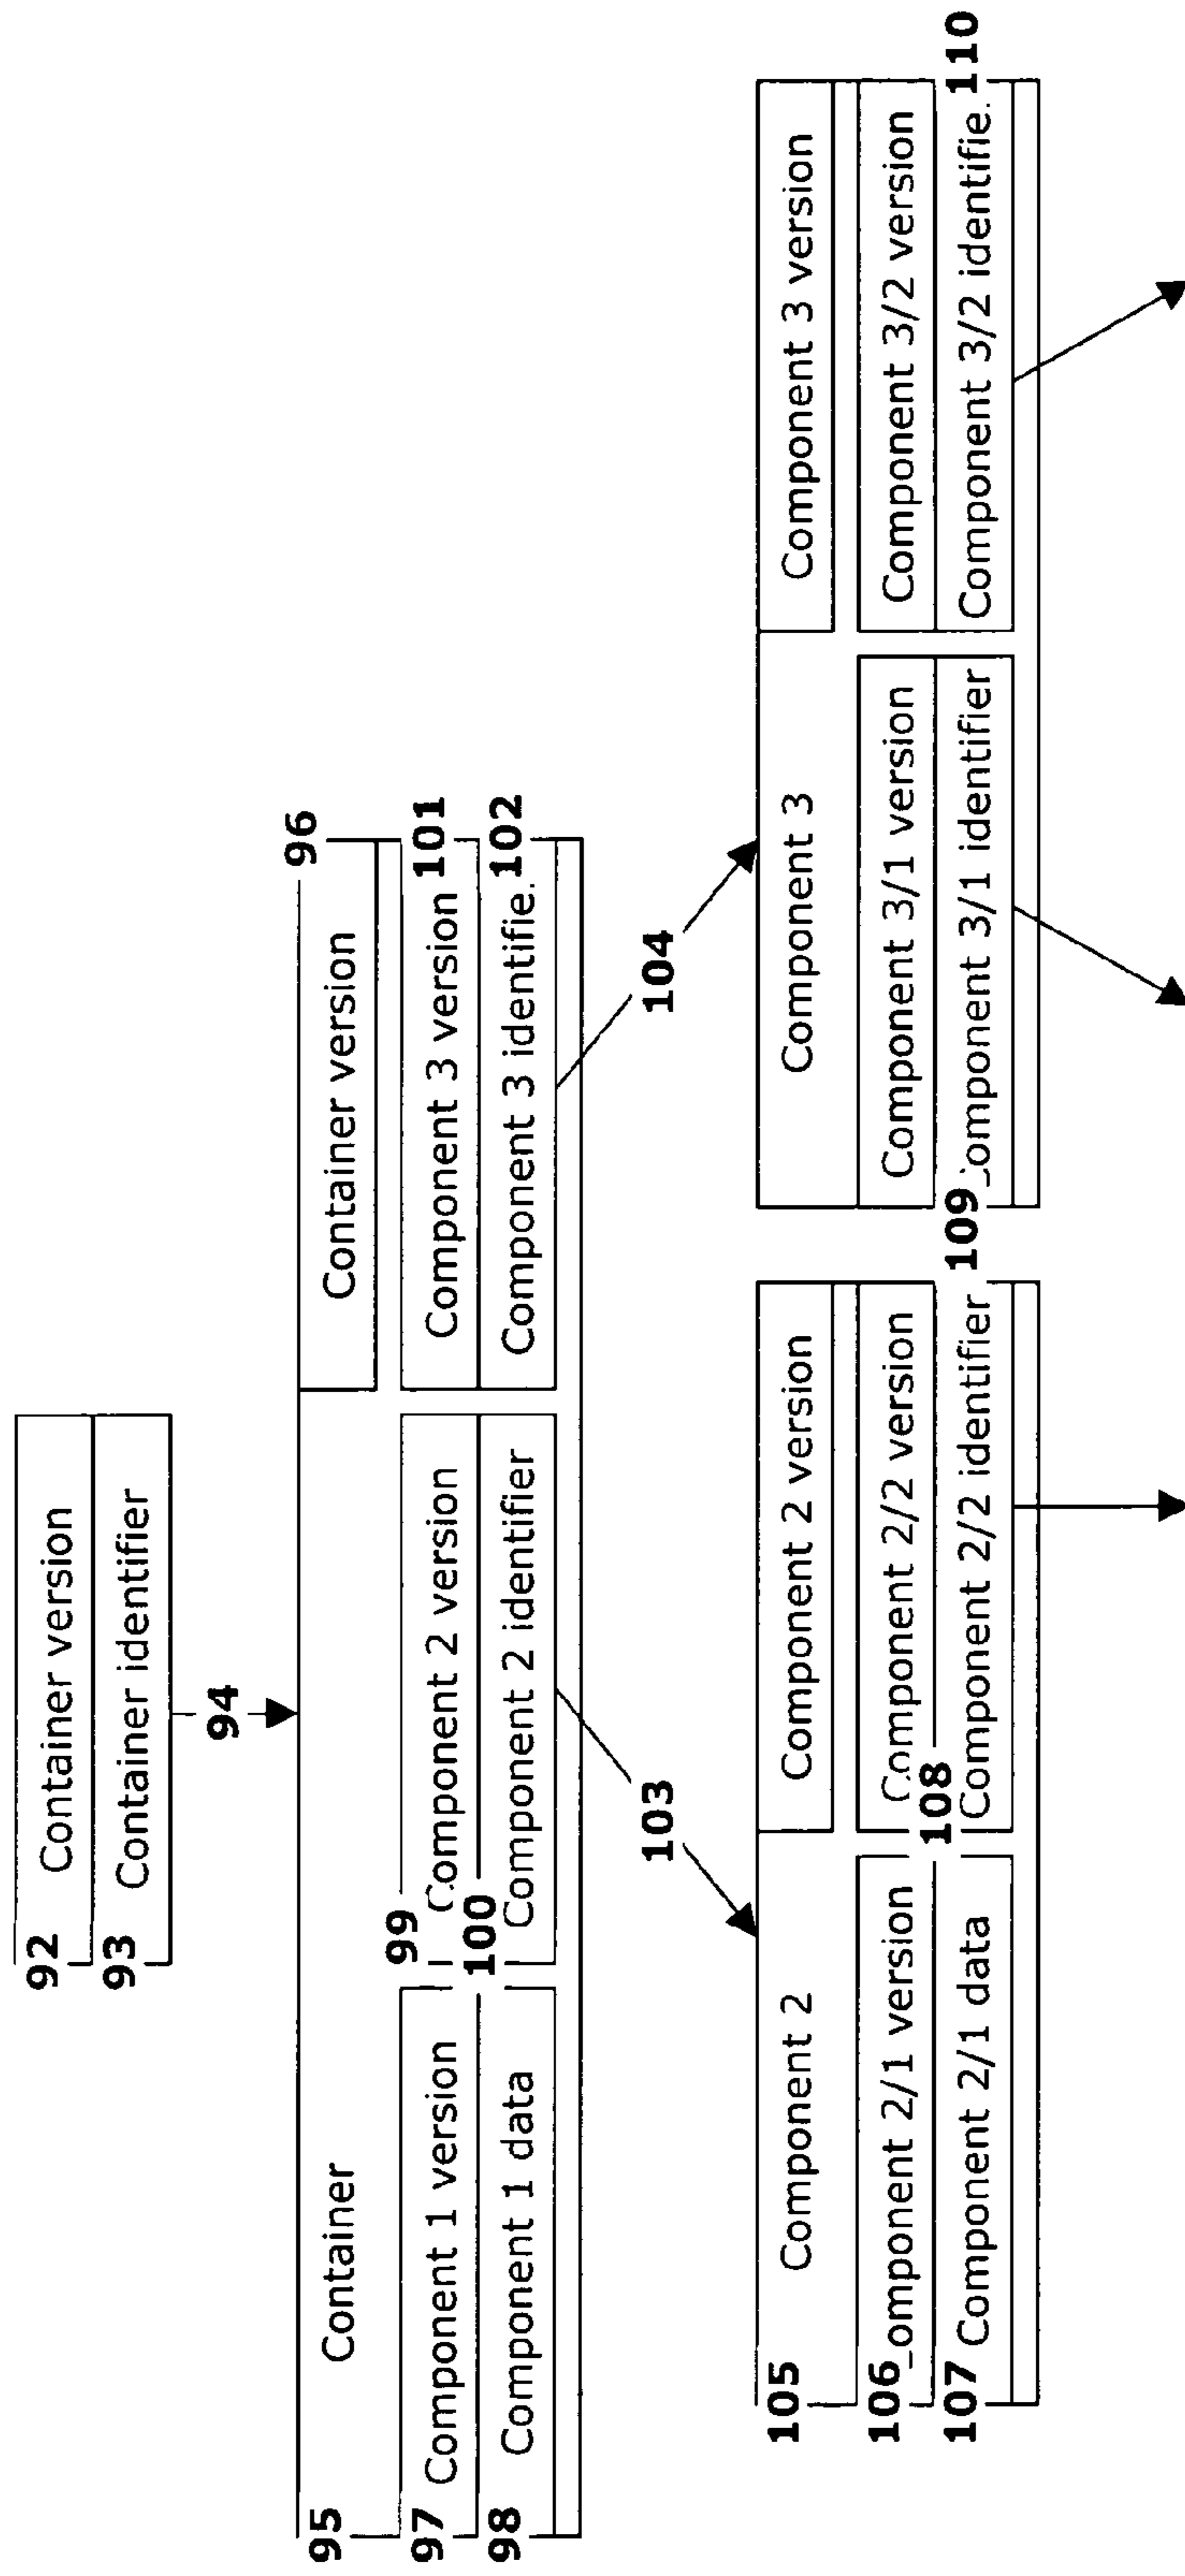 92 Container version
93 Container identifier
94
95 Container
Container version 96
97 Component 1 version
99 Component 2 version
Component 3 version 101
98 Component 1 data
100 Component 2 identifier
Component 3 identifie. 102
103
104
105 Component 2
Component 2 version
Component 3
Component 3 version
106 omponent 2/1 version
Component 2/2 version
Component 3/1 version
Component 3/2 version
107 Component 2/1 data
108 Component 2/2 identifier
109 omponent 3/1 identifier
Component 3/2 identifie. 110